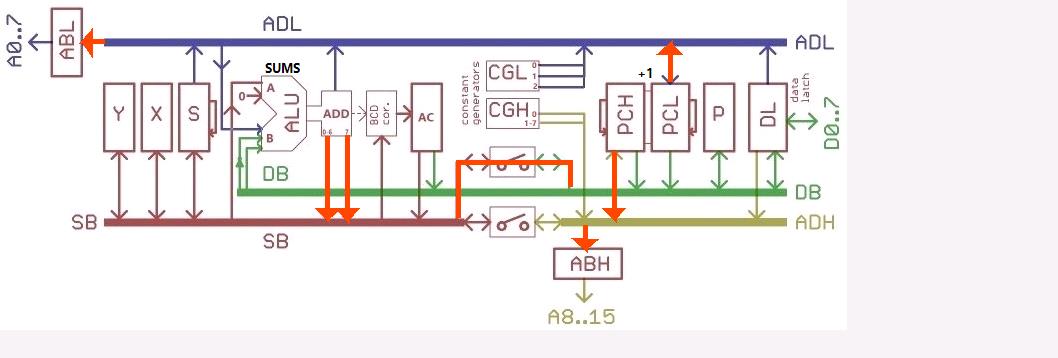 A0..7
ABL
ADL
ADL
Y
X
S
SUMS
0
A
B
ALU
ADD
0-6
7
BCD
cor.
AC
constant
generators
CGL
0
1
2
CGH
0
1-7
+1
PCH
PCL
P
DL
data
latch
D0..7
DB
DB
SB
SB
ADH
ABH
A8..15